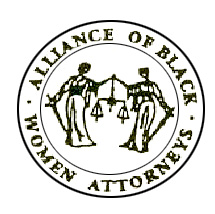 ALLIANCE OF BLACK
· WOMEN ATTORNEYS ·